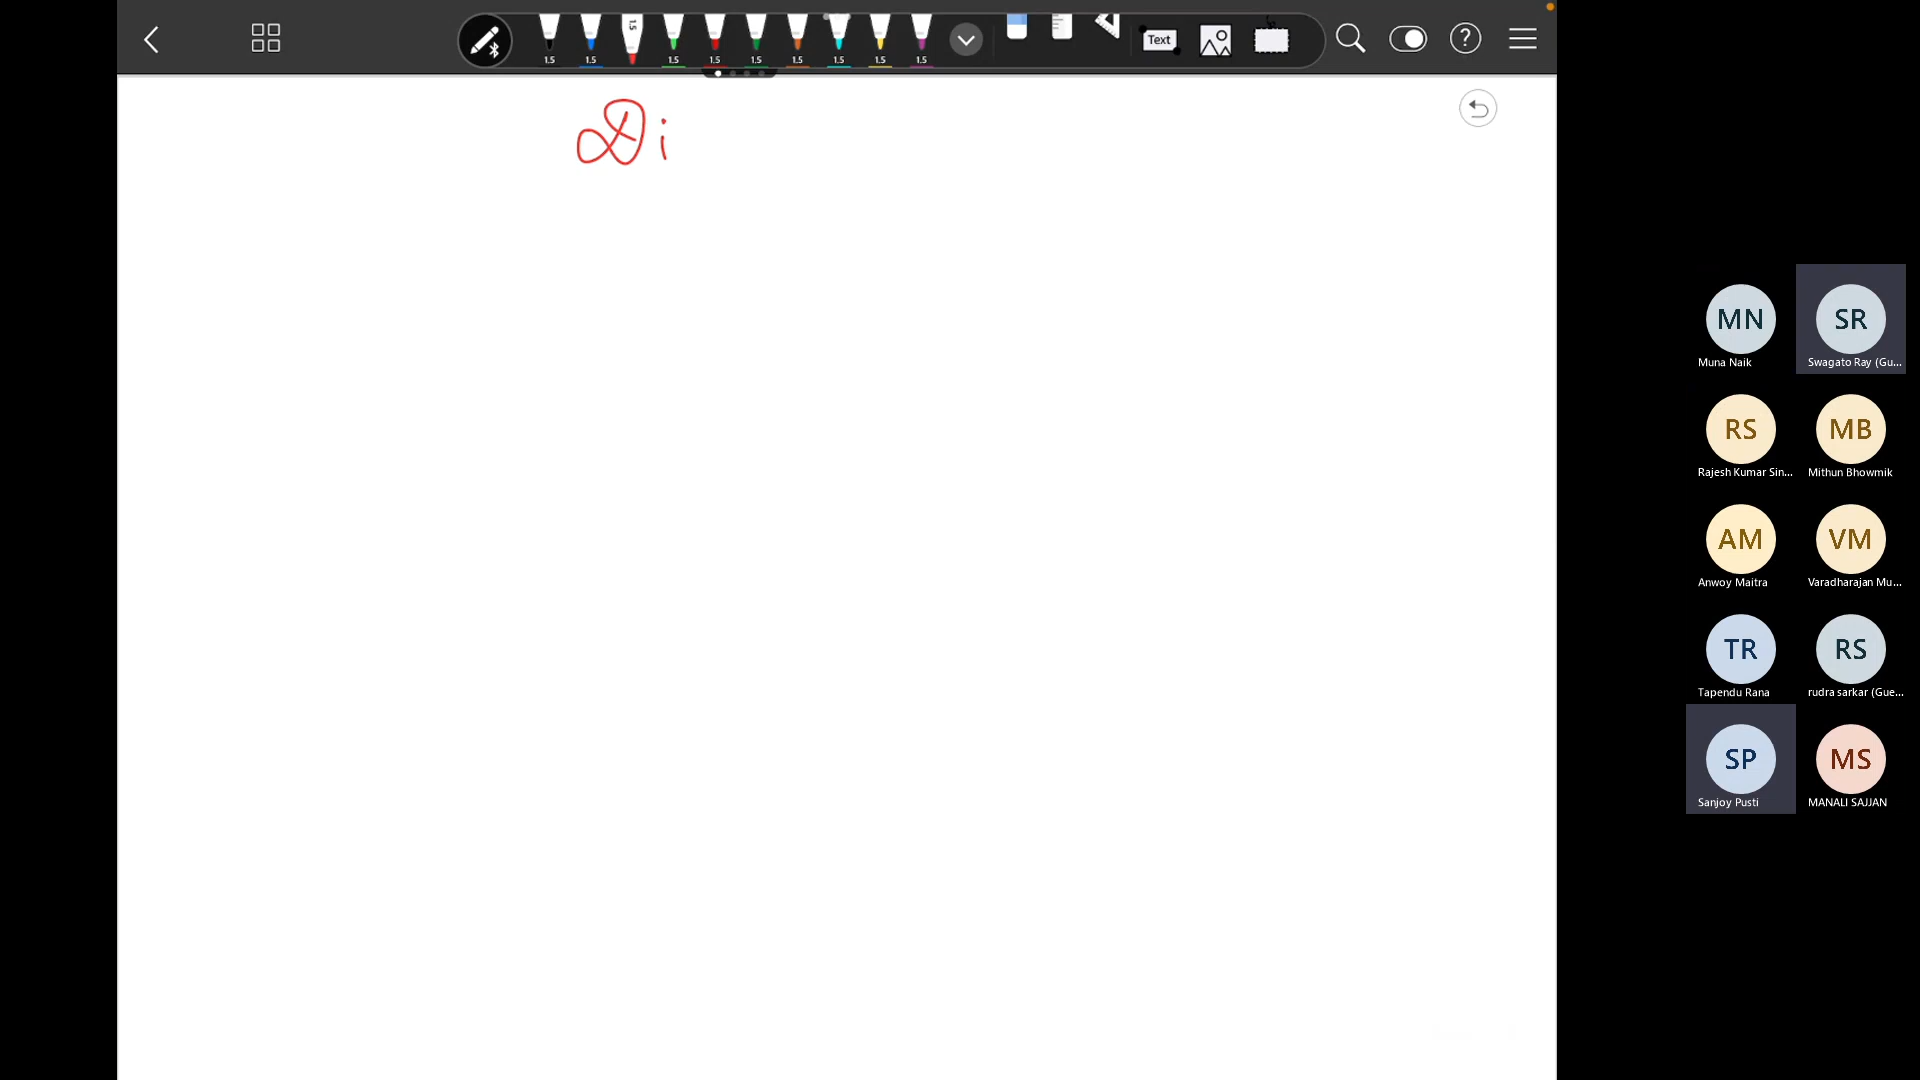 1.5 1.5 1.5 1.5 1.5 1.5 1.5 1.5 1.5 1.5 Text ?
Di
MN SR
Muna Naik Swagato Ray (Gu...
RS MB
Rajesh Kumar Sin... Mithun Bhowmik
AM VM
Anwoy Maitra Varadharajan Mu...
TR RS
Tapendu Rana rudra sarkar (Gue...
SP MS
Sanjoy Pusti MANALI SAJJAN